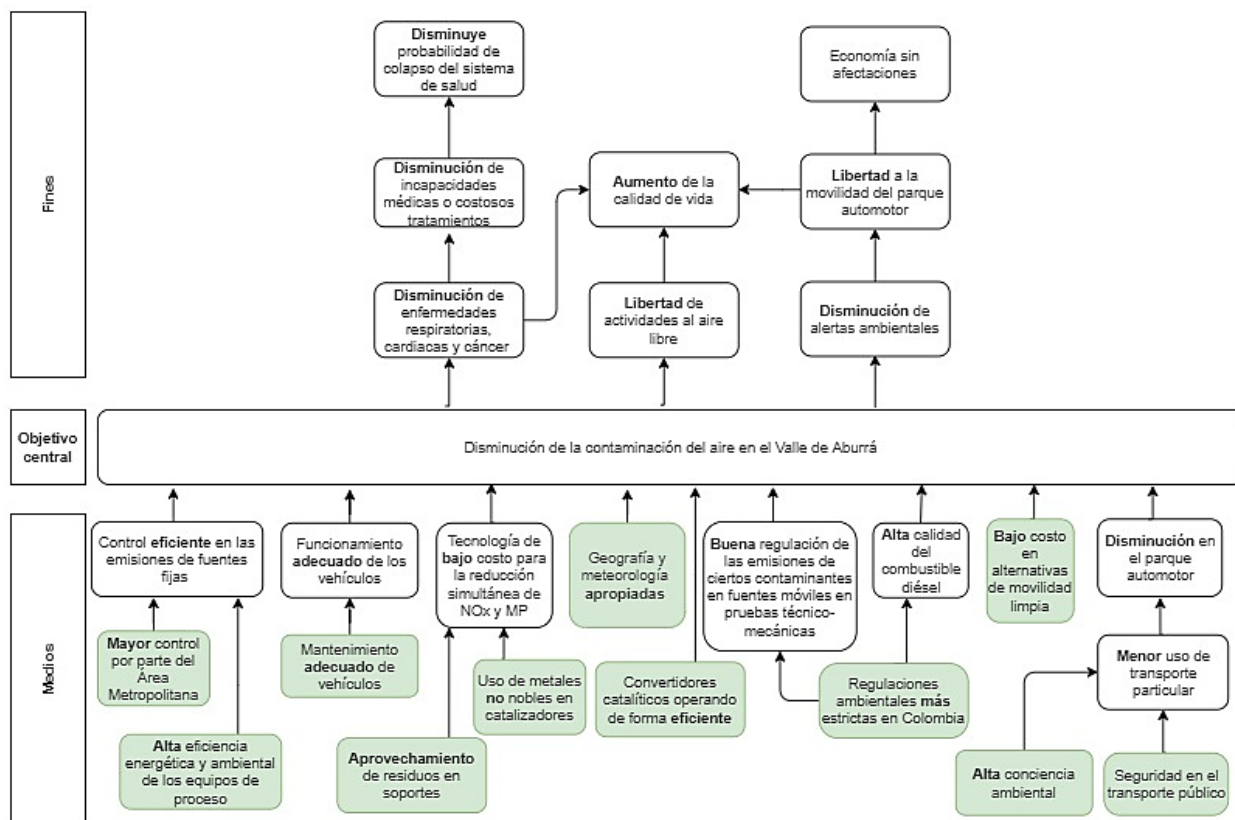 Fines
Disminuye
probabilidad de
colapso del sistema
de salud
Economía sin
afectaciones
Disminución de
incapacidades
médicas o costosos
tratamientos
Aumento de la
calidad de vida
Libertad a la
movilidad del parque
automotor
Disminución de
enfermedades
respiratorias,
cardiacas y cáncer
Libertad de
actividades al aire
libre
Disminución de
alertas ambientales
Objetivo
central
Disminución de la contaminación del aire en el Valle de Aburrá
Medios
Control eficiente en las
emisiones de fuentes
fijas
Funcionamiento
adecuado de los
vehículos
Tecnología de
bajo costo para
la reducción
simultánea de
NOx y MP
Geografía y
meteorología
apropiadas
Buena regulación de
las emisiones de
ciertos contaminantes
en fuentes móviles en
pruebas técnico-
mecánicas
Alta calidad
del
combustible
diésel
Bajo costo en
alternativas
de movilidad
limpia
Disminución en
el parque
automotor
Mayor control
por parte del
Área
Metropolitana
Mantenimiento
adecuado de
vehículos
Uso de metales
no nobles en
catalizadores
Convertidores
catalíticos operando
de forma eficiente
Regulaciones
ambientales más
estrictas en Colombia
Menor uso de
transporte
particular
Alta eficiencia
energética y ambiental
de los equipos de
proceso
Aprovechamiento
de residuos en
soportes
Alta conciencia
ambiental
Seguridad en el
transporte público